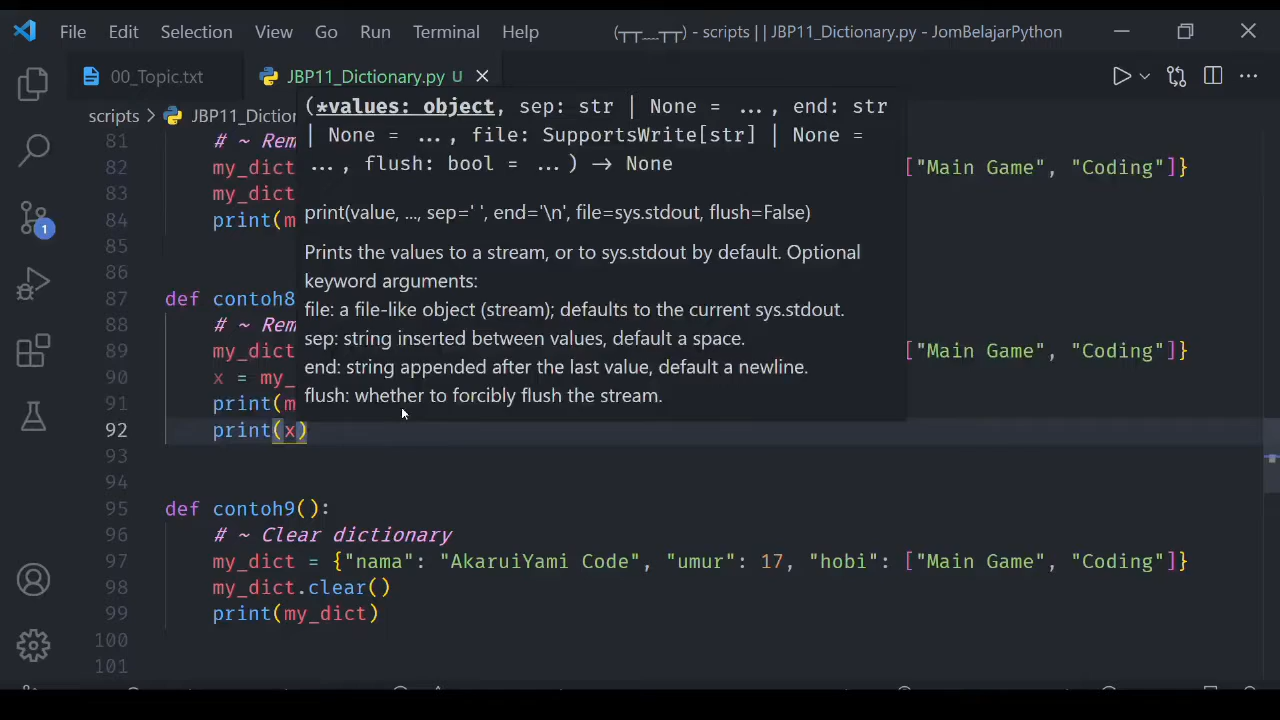 File Edit Selection View Go Run Terminal Help (┬┬﹏┬┬) - scripts || JBP11_Dictionary.py - JomBelajarPython
00_Topic.txt JBP11_Dictionary.py U
scripts > JBP11_Diction
(*values: object, sep: str | None = ..., end: str
| None = ..., file: SupportsWrite[str] | None =
..., flush: bool = ...) -> None
print(value, ..., sep=' ', end='\n', file=sys.stdout, flush=False)
Prints the values to a stream, or to sys.stdout by default. Optional
keyword arguments:
file: a file-like object (stream); defaults to the current sys.stdout.
sep: string inserted between values, default a space.
end: string appended after the last value, default a newline.
flush: whether to forcibly flush the stream.
81 # ~ Rem
82 my_dict ["Main Game", "Coding"]}
83 my_dict
84 print(m
85
86
87 def contoh8
88 # ~ Rem
89 my_dict ["Main Game", "Coding"]}
90 x = my_
91 print(m
92 print(x)
93
94
95 def contoh9():
96 # ~ Clear dictionary
97 my_dict = {"nama": "AkaruiYami Code", "umur": 17, "hobi": ["Main Game", "Coding"]}
98 my_dict.clear()
99 print(my_dict)
100
101
1